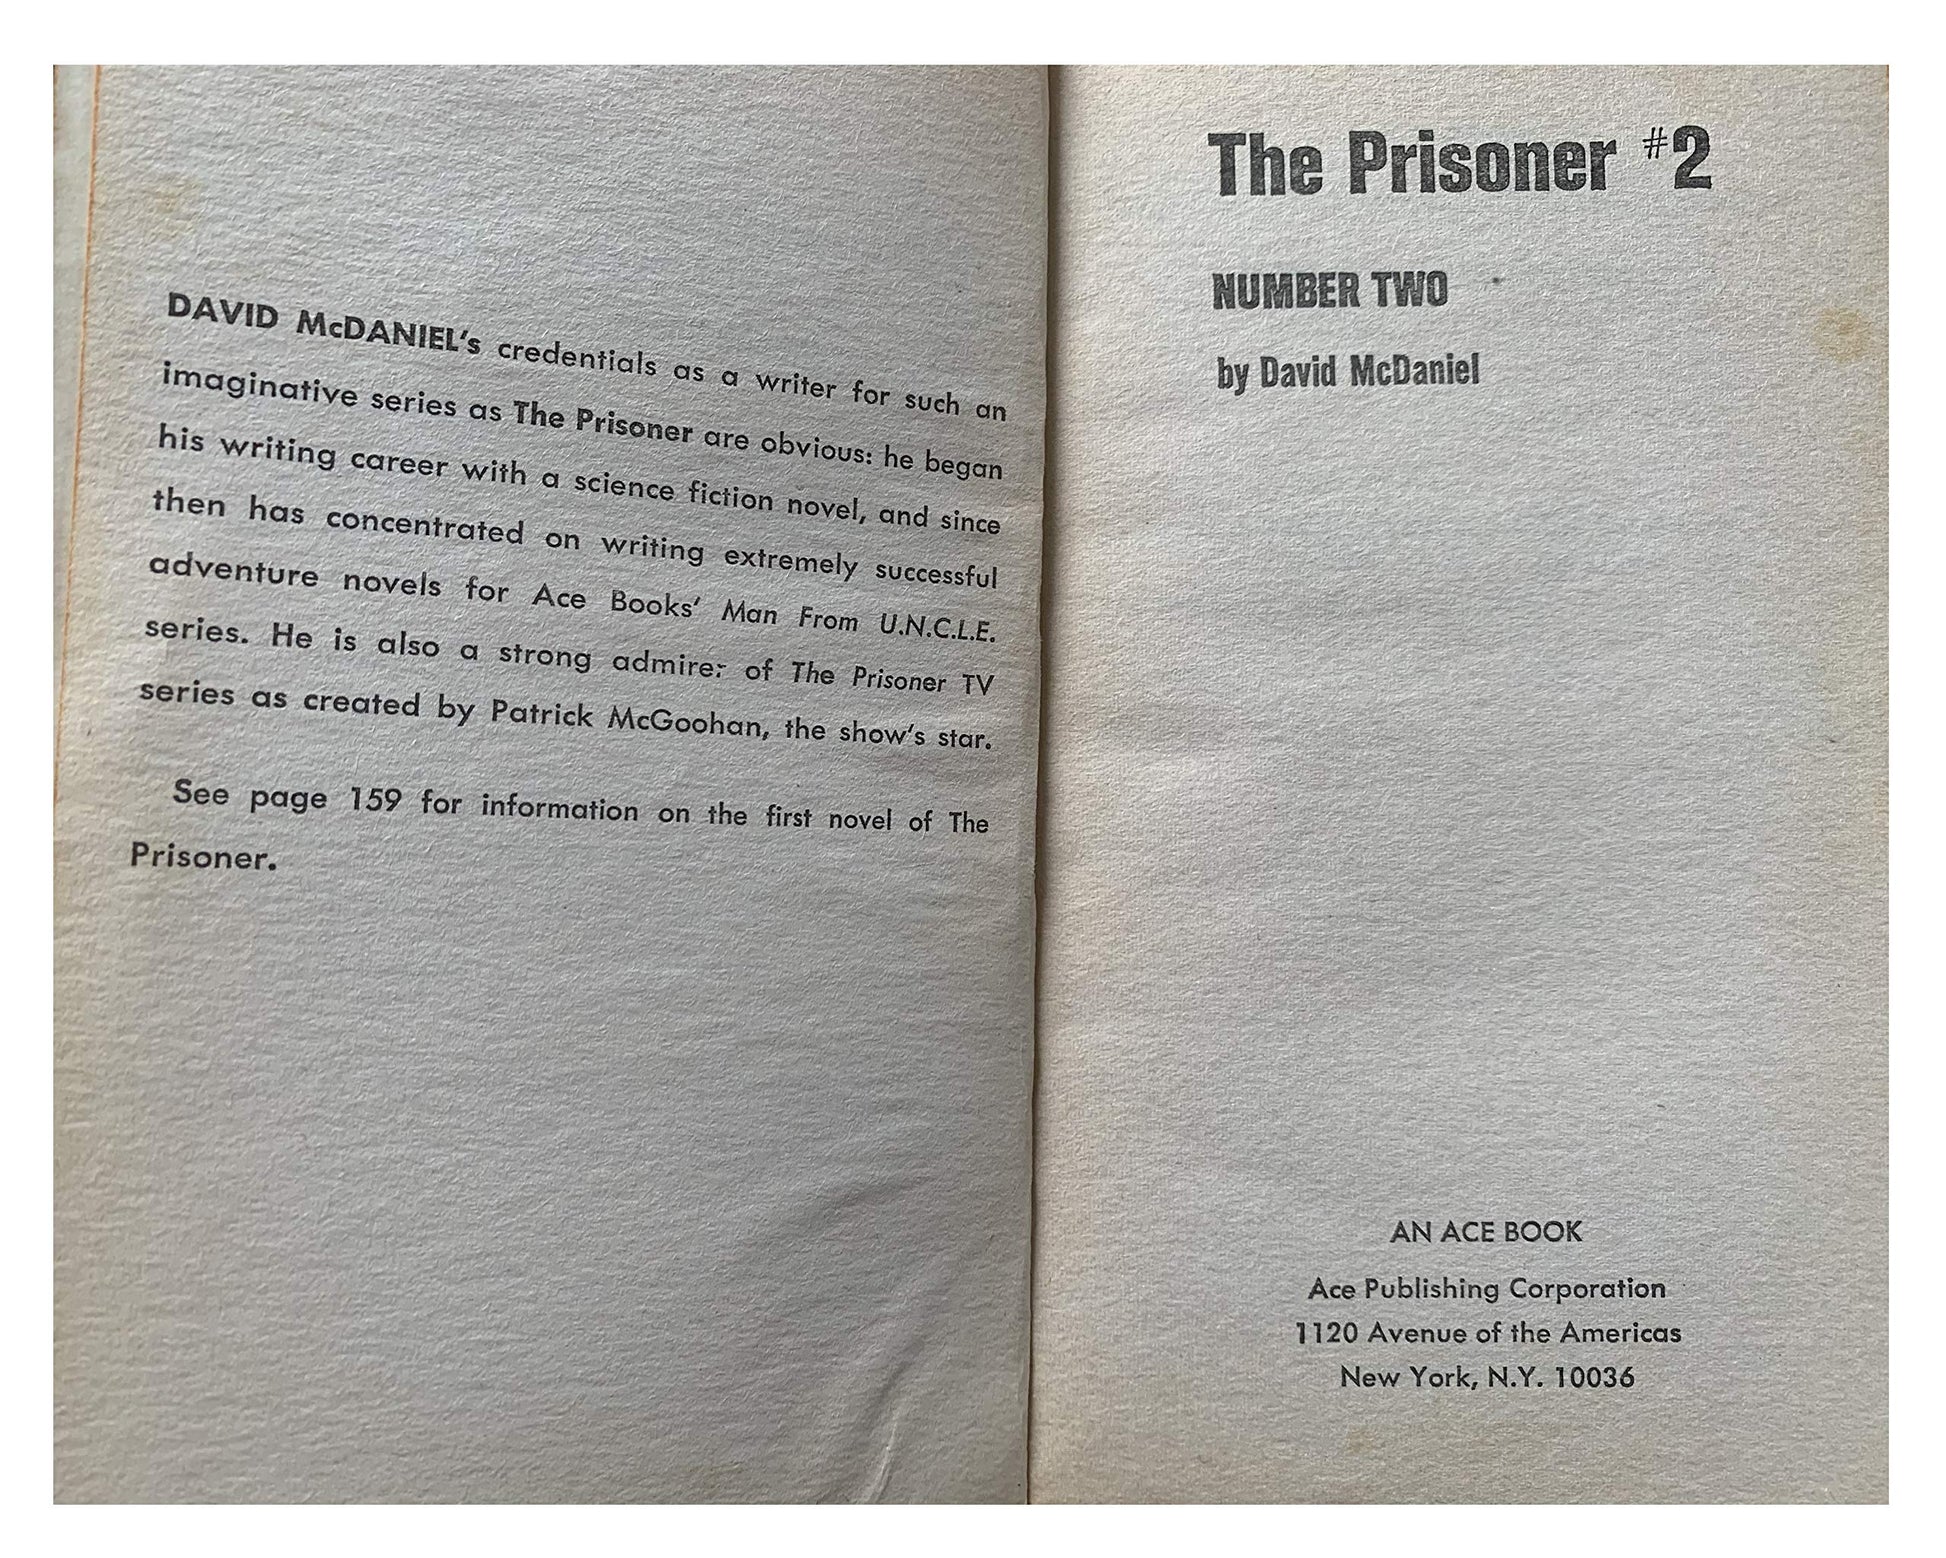 DAVID McDANIEL's credentials as a writer for such an
imaginative series as The Prisoner are obvious: he began
his writing career with a science fiction novel, and since
then has concentrated on writing extremely successful
adventure novels for Ace Books' Man From U.N.C.L.E.
series. He is also a strong admirer of The Prisoner TV
series as created by Patrick McGoohan, the show's star.
See page 159 for information on the first novel of The
Prisoner.
The Prisoner #2
NUMBER TWO
by David McDaniel
AN ACE BOOK
Ace Publishing Corporation
1120 Avenue of the Americas
New York, N.Y. 10036